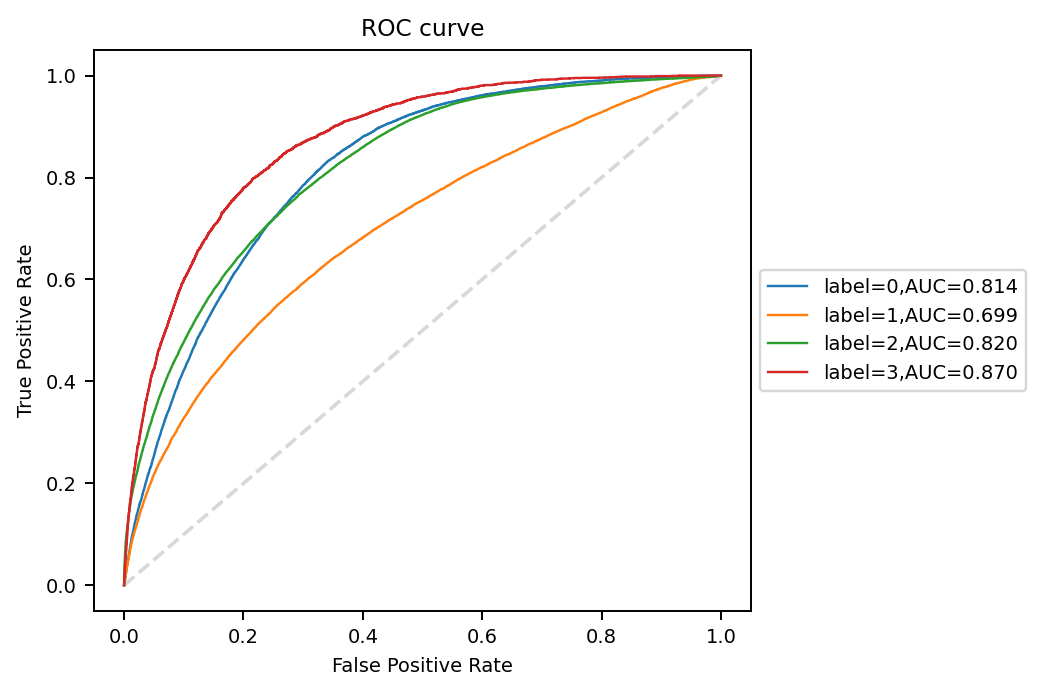 ROC curve
1.0
0.8
0.6
0.4
0.2
0.0
True Positive Rate
0.0 0.2 0.4 0.6 0.8 1.0
False Positive Rate
label=0,AUC=0.814
label=1,AUC=0.699
label=2,AUC=0.820
label=3,AUC=0.870